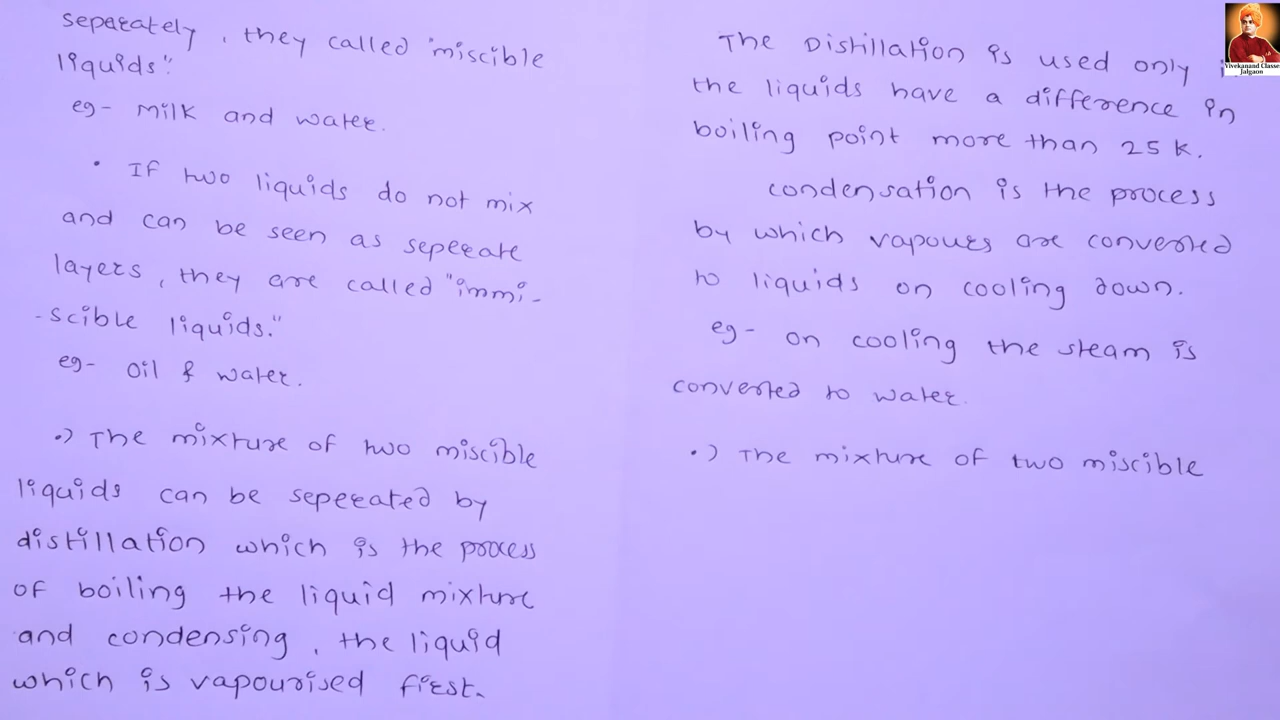 seperately, they called "miscible
liquids".
eg- milk and water.
• If two liquids do not mix
and can be seen as seperate
layers, they are called "immi-
-scible liquids."
eg- oil & water.
•) The mixture of two miscible
liquids can be seperated by
distillation which is the process
of boiling the liquid mixture
and condensing, the liquid
which is vapourised first.
The Distillation is used only
the liquids have a difference in
boiling point more than 25 K.
condensation is the process
by which vapours are converted
to liquids on cooling down.
eg- on cooling the steam is
converted to water.
•) The mixture of two miscible
Vivekanand Classes
Jalgaon